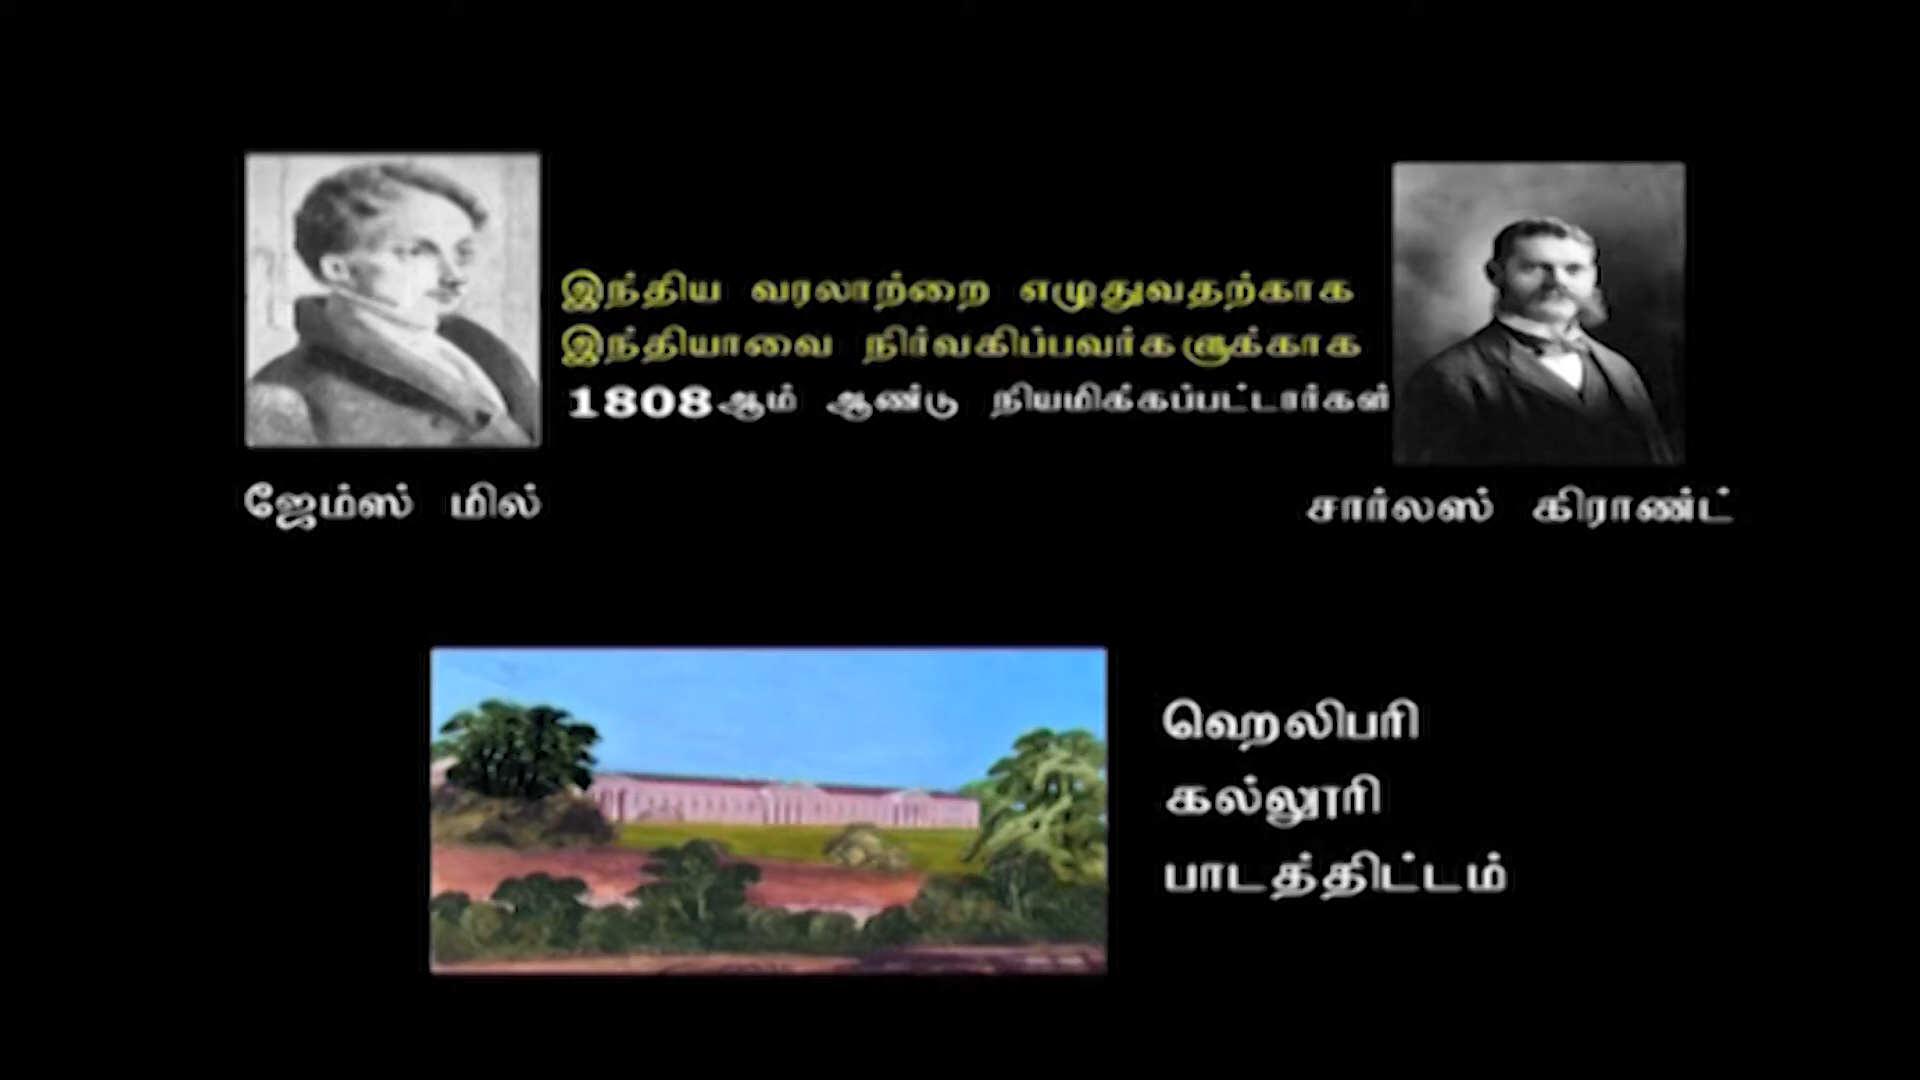 இந்திய வரலாற்றை எழுதுவதற்காக
இந்தியாவை நிர்வகிப்பவர்களுக்காக
1808ஆம் ஆண்டு நியமிக்கப்பட்டார்கள்
ஜேம்ஸ் மில்
சார்லஸ் கிராண்ட்
ஹெலிபரி
கல்லூரி
பாடத்திட்டம்